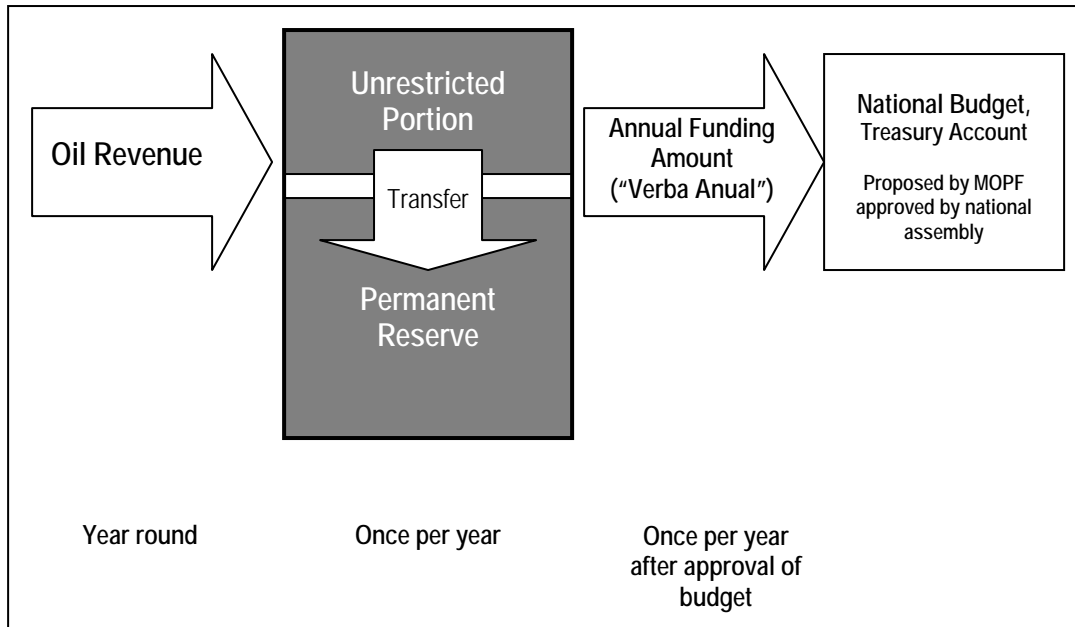 Oil Revenue
Unrestricted
Portion
Transfer
Permanent
Reserve
Annual Funding
Amount
("Verba Anual")
National Budget,
Treasury Account
Proposed by MOPF
approved by national
assembly
Year round
Once per year
Once per year
after approval of
budget